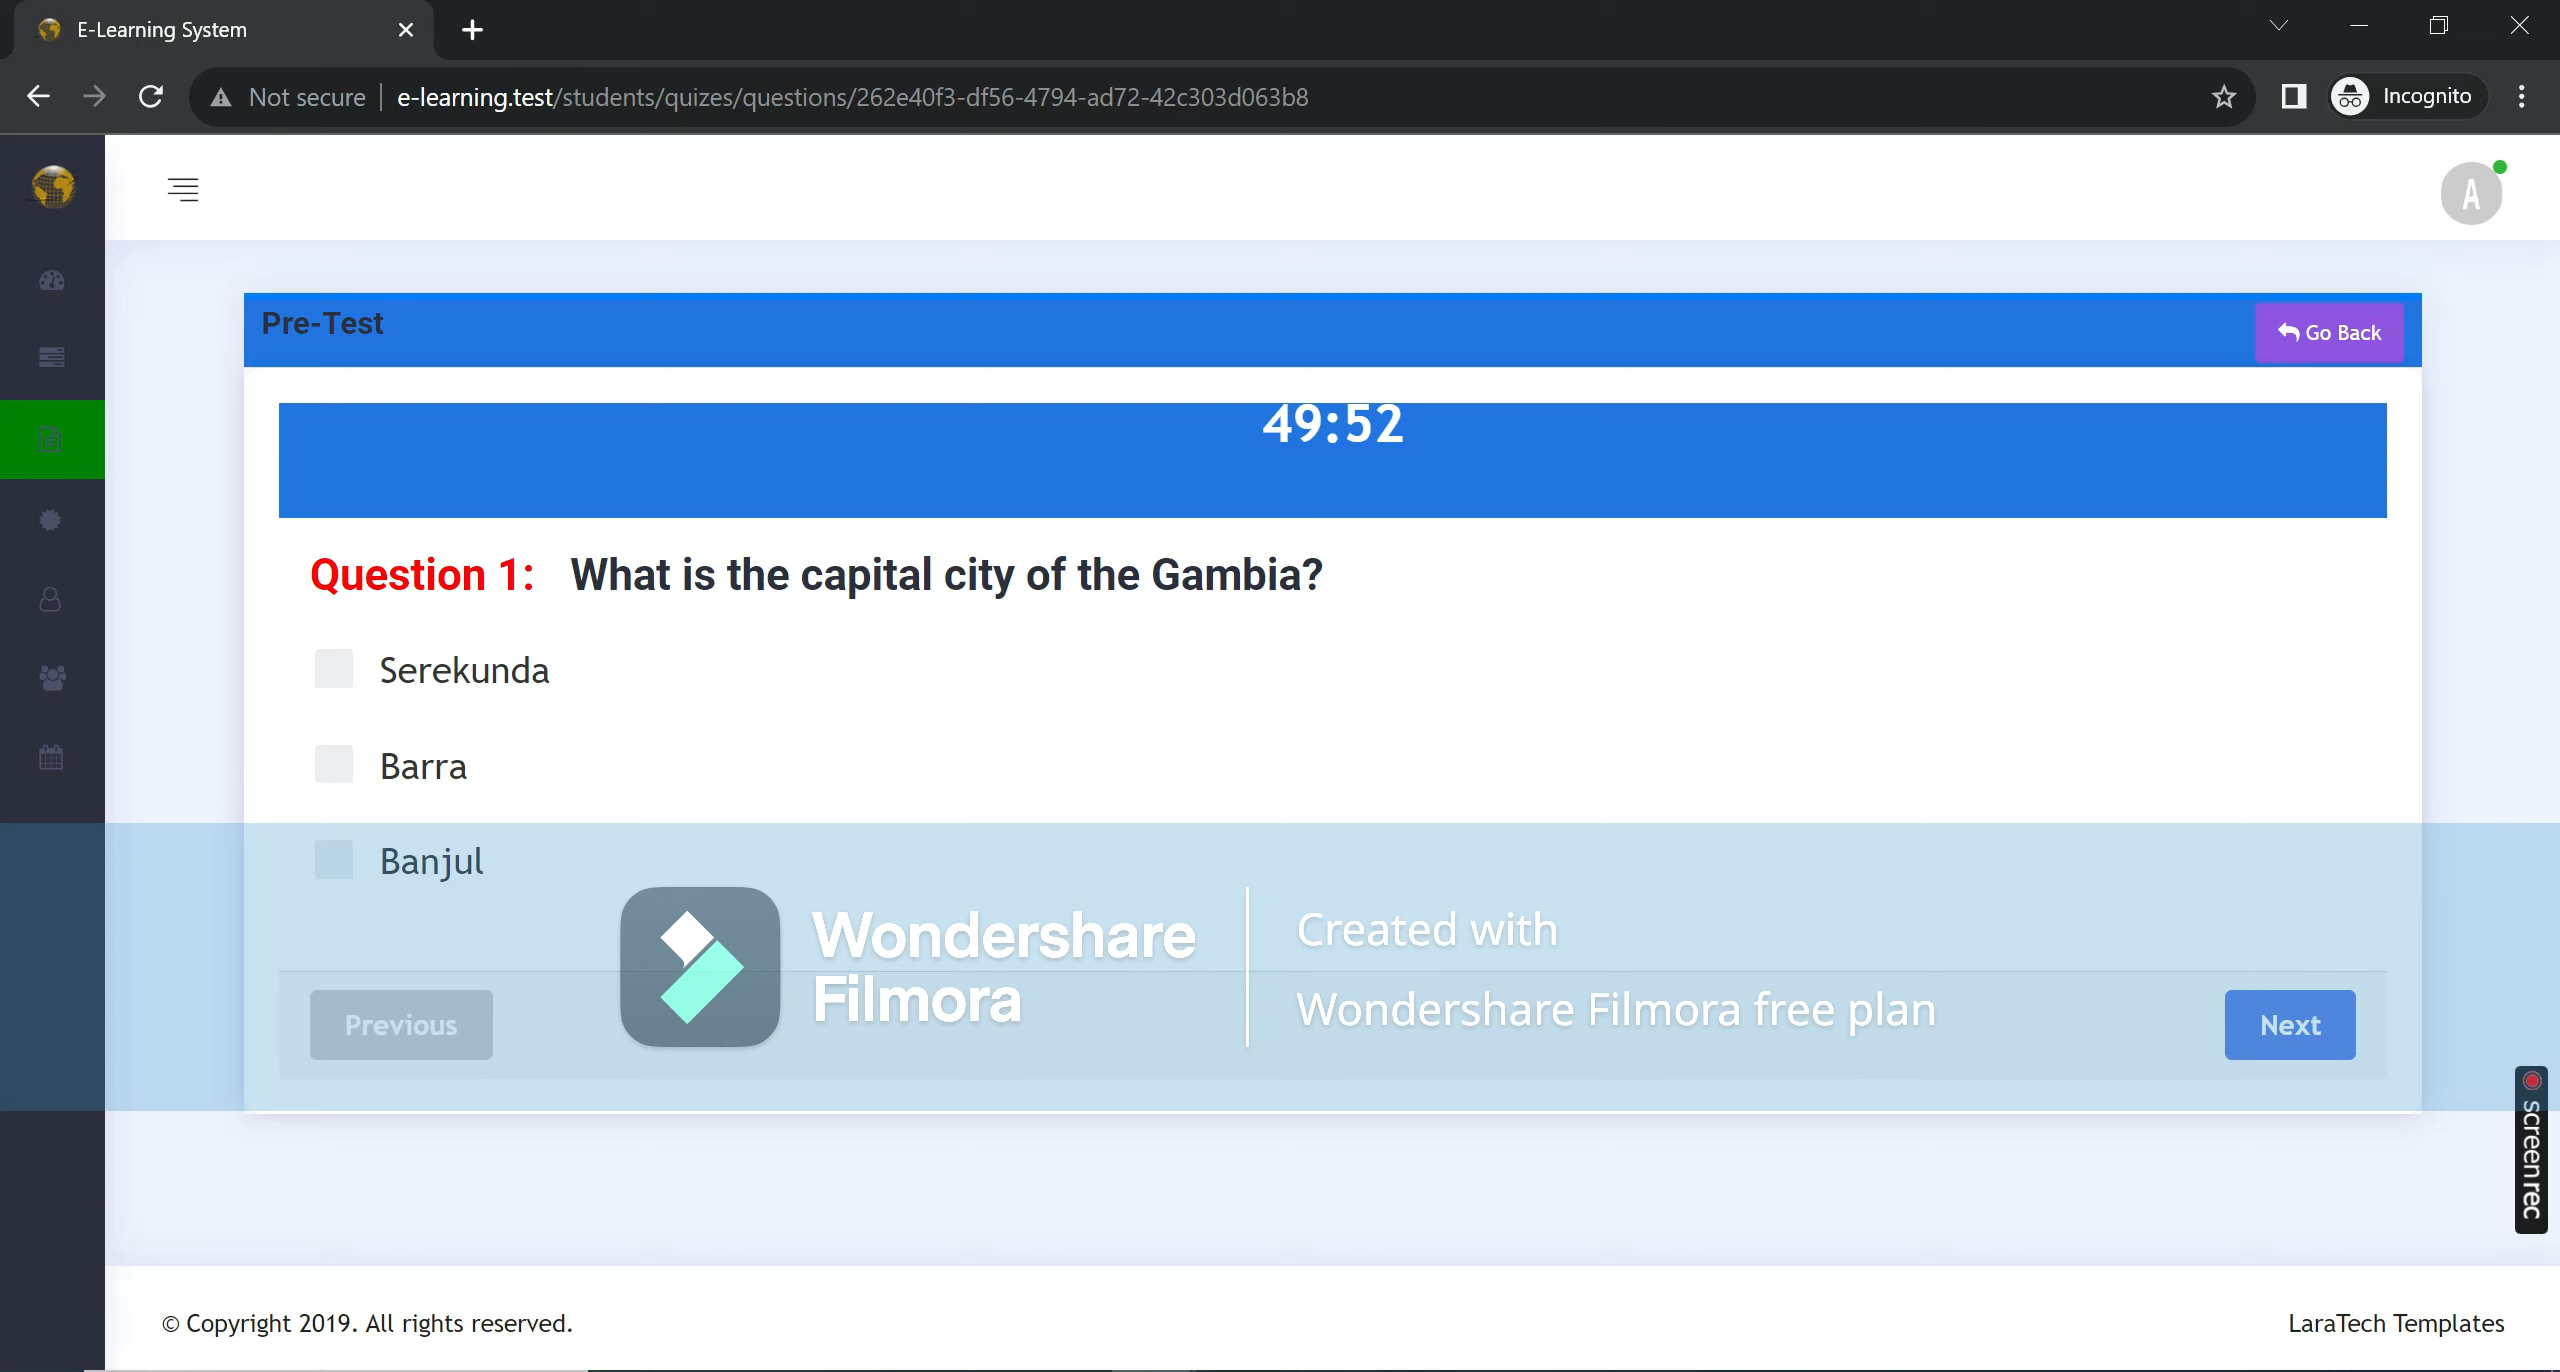 E-Learning System
Not secure
e-learning.test/students/quizes/questions/262e40f3-df56-4794-ad72-42c303d063b8
Incognito
A
Pre-Test
Go Back
49:52
Question 1: What is the capital city of the Gambia?
Serekunda
Barra
Banjul
Wondershare
Filmora
Created with
Wondershare Filmora free plan
Previous
Next
screenrec
© Copyright 2019. All rights reserved.
LaraTech Templates